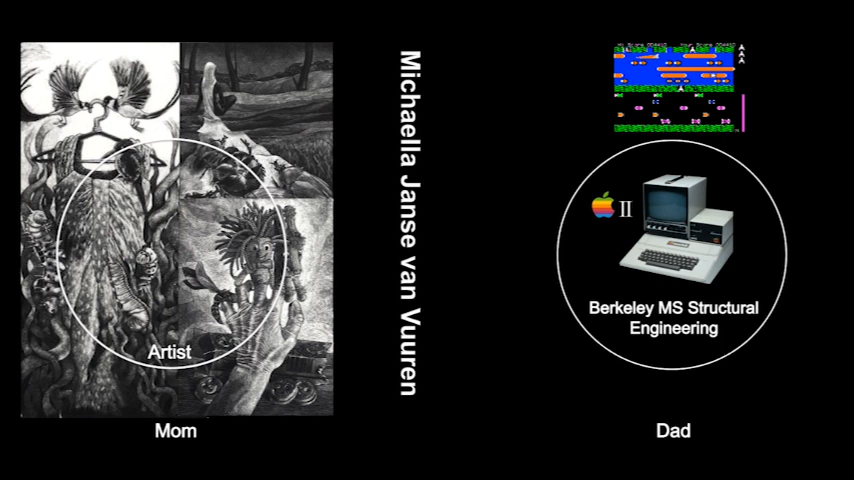 Artist
Mom
Michaella Janse van Vuuren
II
Berkeley MS Structural
Engineering
Dad